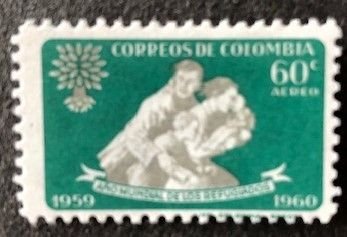 CORREOS DE COLOMBIA
60c
AEREO
AÑO MUNDIAL DE LOS REFUGIADOS
1959 1960